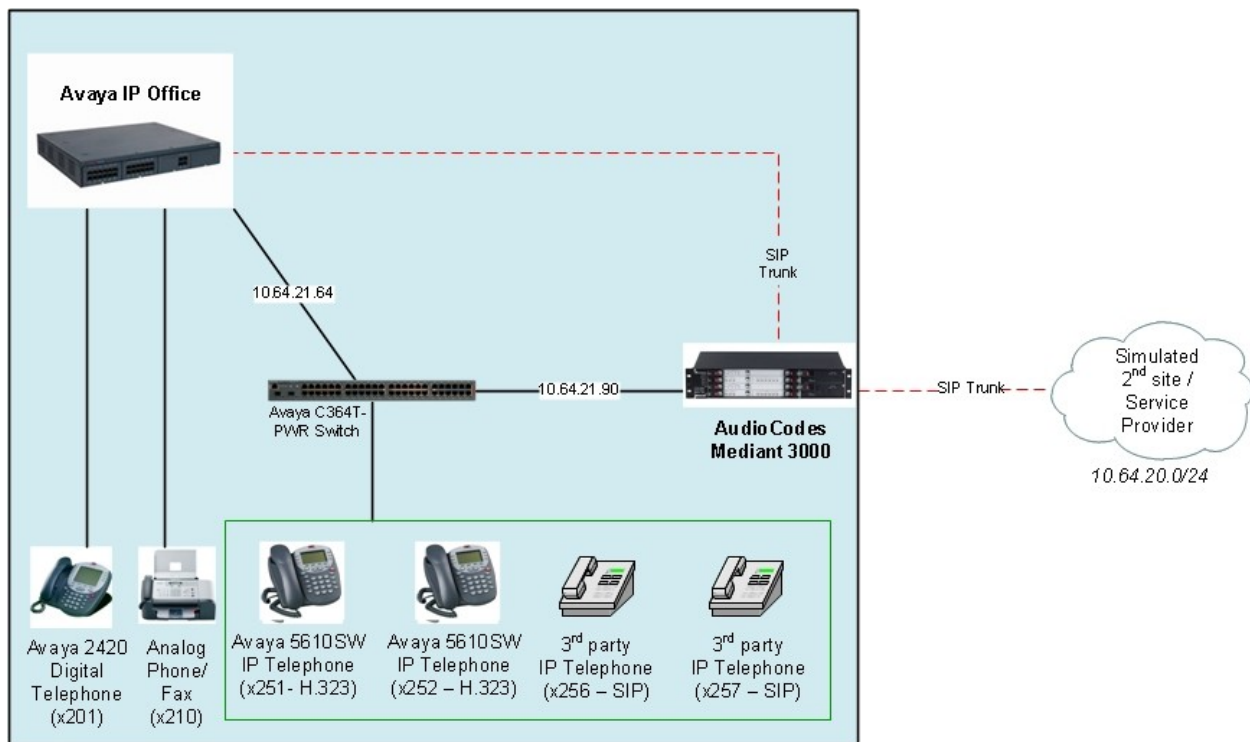 Avaya IP Office
SIP
Trunk
10.64.21.64
10.64.21.90
Avaya C364T-
PWR Switch
AudioCodes
Mediant 3000
SIP Trunk
Simulated
2nd site /
Service
Provider
10.64.20.0/24
Avaya 2420
Digital
Telephone
(x201)
Analog
Phone/
Fax
(x210)
Avaya 5610SW
IP Telephone
(x251- H.323)
Avaya 5610SW
IP Telephone
(x252 – H.323)
3rd party
IP Telephone
(x256 – SIP)
3rd party
IP Telephone
(x257 – SIP)